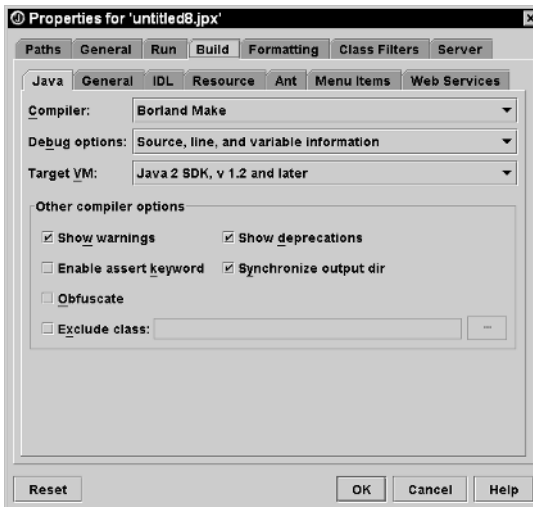 Properties for 'untitled8.jpx'
Paths General Run Build Formatting Class Filters Server
Java General IDL Resource Ant Menu Items Web Services
Compiler: Borland Make
Debug options: Source, line, and variable information
Target VM: Java 2 SDK, v 1.2 and later
Other compiler options
Show warnings Show deprecations
Enable assert keyword Synchronize output dir
Obfuscate
Exclude class: ...
Reset OK Cancel Help